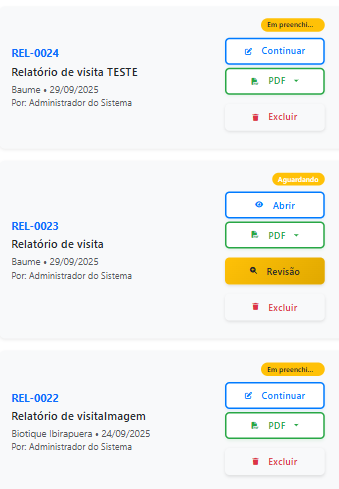 Em preenchi...
REL-0024
Continuar
Relatório de visita TESTE
PDF
Baume • 29/09/2025
Por: Administrador do Sistema
Excluir
Aguardando
Abrir
REL-0023
PDF
Relatório de visita
Baume • 29/09/2025
Revisão
Por: Administrador do Sistema
Excluir
Em preenchi...
REL-0022
Continuar
Relatório de visitaImagem
PDF
Biotique Ibirapuera • 24/09/2025
Por: Administrador do Sistema
Excluir